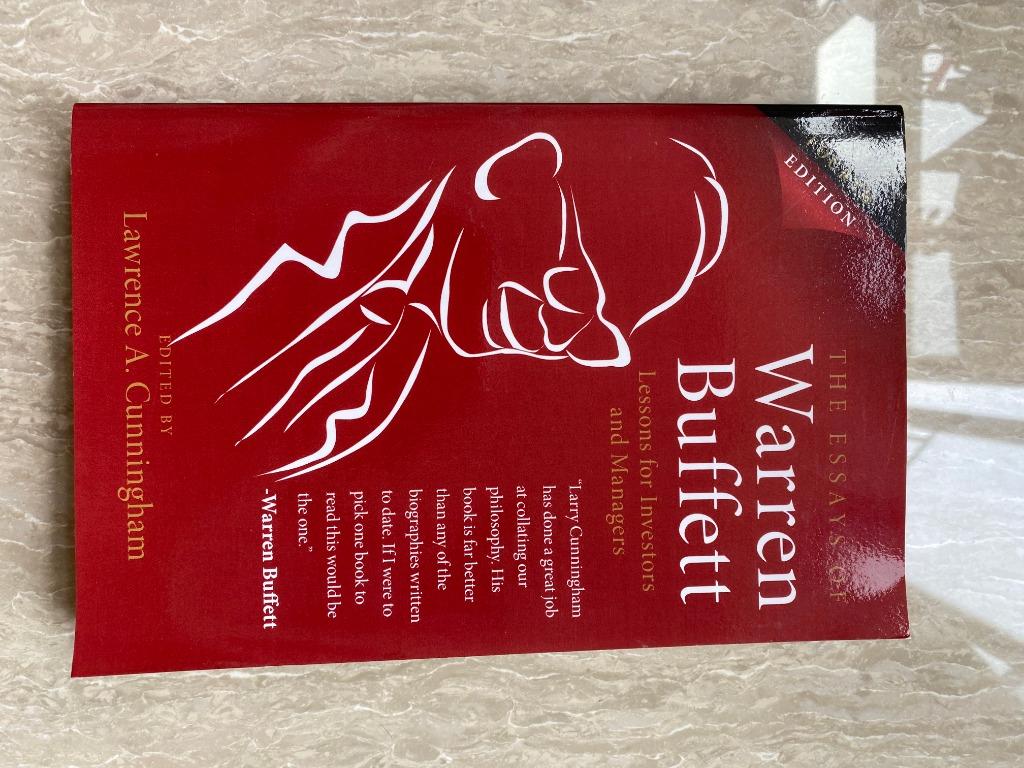 EDITION
THE ESSAYS OF
Warren
Buffett
Lessons for Investors
and Managers
“Larry Cunningham
has done a great job
at collating our
philosophy. His
book is far better
than any of the
biographies written
to date. If I were to
pick one book to
read this would be
the one.”
-Warren Buffett
EDITED BY
Lawrence A. Cunningham